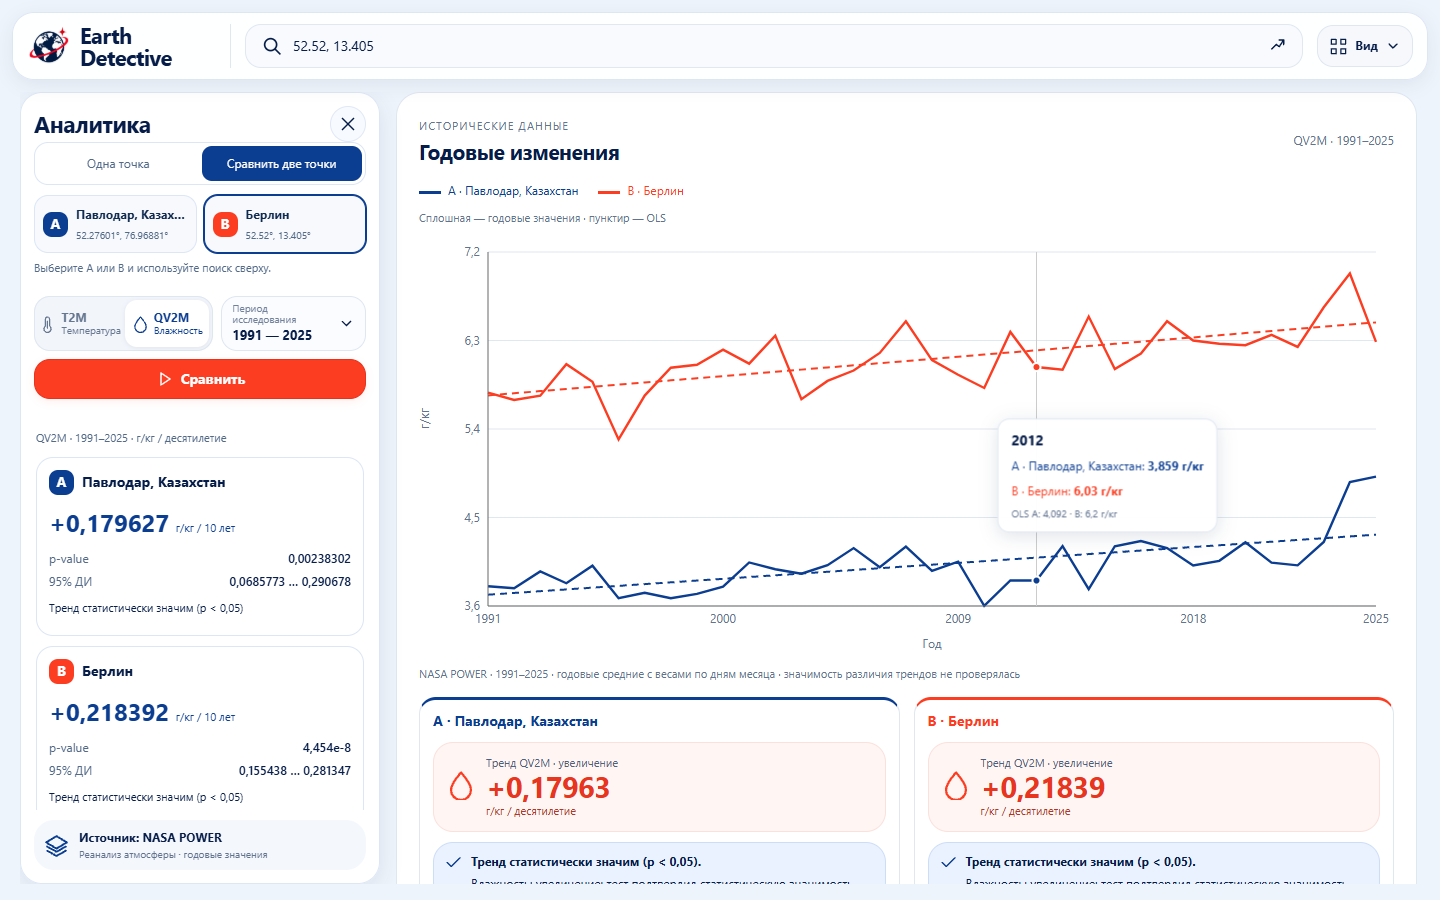 Earth
Detective
52.52, 13.405
Вид
Аналитика
Одна точка
Сравнить две точки
A
Павлодар, Казах...
52.27601°, 76.96881°
B
Берлин
52.52°, 13.405°
Выберите A или B и используйте поиск сверху.
T2M
Температура
QV2M
Влажность
Период
исследования
1991 — 2025
Сравнить
QV2M · 1991–2025 · г/кг / десятилетие
A
Павлодар, Казахстан
+0,179627 г/кг / 10 лет
p-value 0,00238302
95% ДИ 0,0685773 … 0,290678
Тренд статистически значим (p < 0,05)
B
Берлин
+0,218392 г/кг / 10 лет
p-value 4,454e-8
95% ДИ 0,155438 … 0,281347
Тренд статистически значим (p < 0,05)
Источник: NASA POWER
Реанализ атмосферы · годовые значения
ИСТОРИЧЕСКИЕ ДАННЫЕ
Годовые изменения
QV2M · 1991–2025
A · Павлодар, Казахстан
B · Берлин
Сплошная — годовые значения · пунктир — OLS
7,2
6,3
5,4
4,5
3,6
г/кг
2012
A · Павлодар, Казахстан: 3,859 г/кг
B · Берлин: 6,03 г/кг
OLS A: 4,092 · B: 6,2 г/кг
1991
2000
2009
2018
2025
Год
NASA POWER · 1991–2025 · годовые средние с весами по дням месяца · значимость различия трендов не проверялась
A · Павлодар, Казахстан
Тренд QV2M · увеличение
+0,17963
г/кг / десятилетие
Тренд статистически значим (p < 0,05).
B · Берлин
Тренд QV2M · увеличение
+0,21839
г/кг / десятилетие
Тренд статистически значим (p < 0,05).